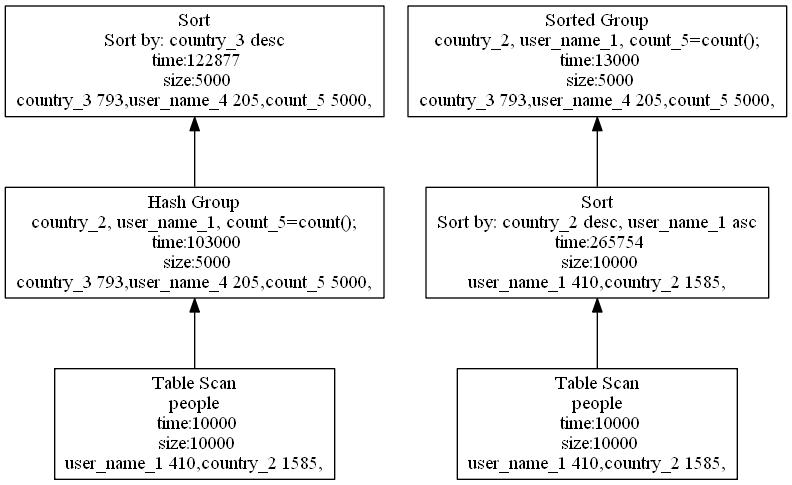 Sort
Sort by: country_3 desc
time:122877
size:5000
country_3 793,user_name_4 205,count_5 5000,
Hash Group
country_2, user_name_1, count_5=count();
time:103000
size:5000
country_3 793,user_name_4 205,count_5 5000,
Table Scan
people
time:10000
size:10000
user_name_1 410,country_2 1585,
Sorted Group
country_2, user_name_1, count_5=count();
time:13000
size:5000
country_3 793,user_name_4 205,count_5 5000,
Sort
Sort by: country_2 desc, user_name_1 asc
time:265754
size:10000
user_name_1 410,country_2 1585,
Table Scan
people
time:10000
size:10000
user_name_1 410,country_2 1585,